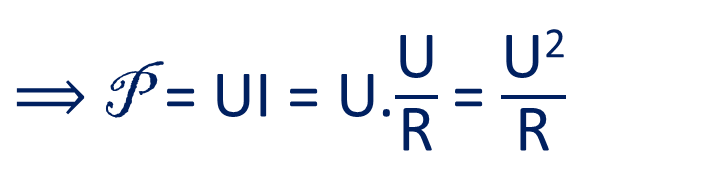 ⟹ 𝒫 = UI = U.U/R = U²/R